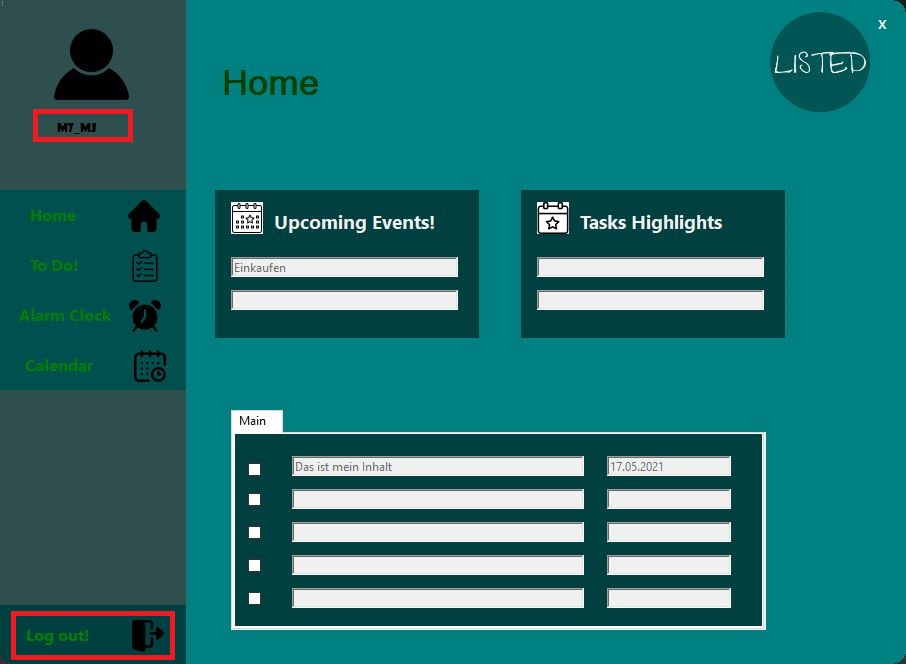 M7_MJ
Home
To Do!
Alarm Clock
Calendar
Log out!
Home
LISTED
X
Upcoming Events!
Einkaufen
Tasks Highlights
Main
Das ist mein Inhalt
17.05.2021